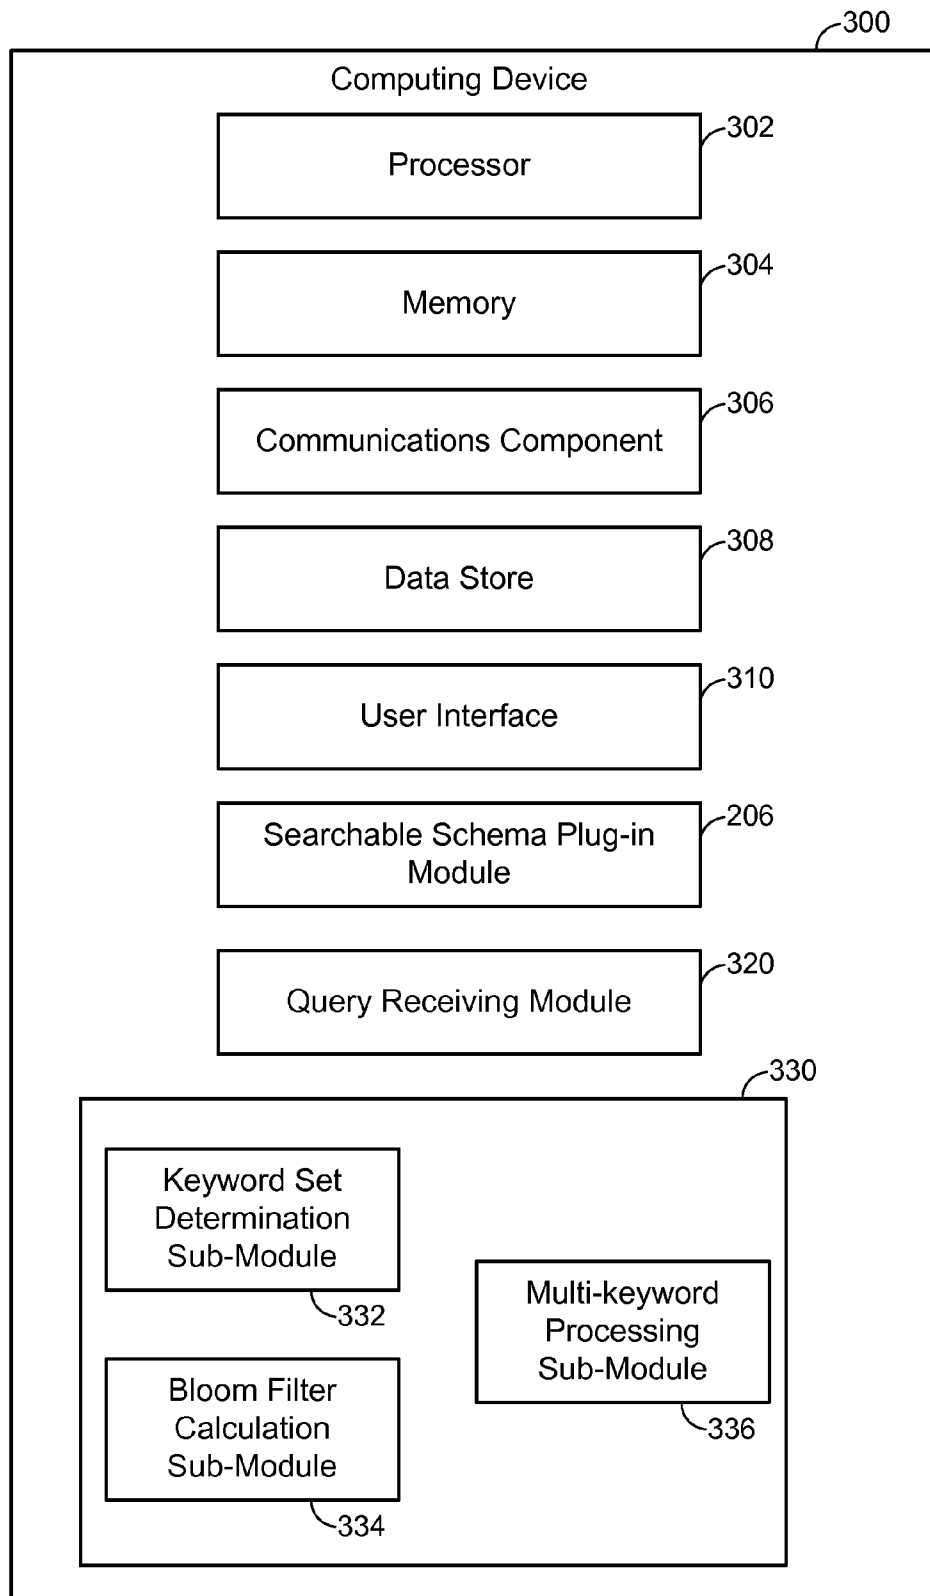 300
Computing Device
302
Processor
304
Memory
306
Communications Component
308
Data Store
310
User Interface
206
Searchable Schema Plug-in
Module
320
Query Receiving Module
330
Keyword Set
Determination
Sub-Module
332
Multi-keyword
Processing
Sub-Module
336
Bloom Filter
Calculation
Sub-Module
334